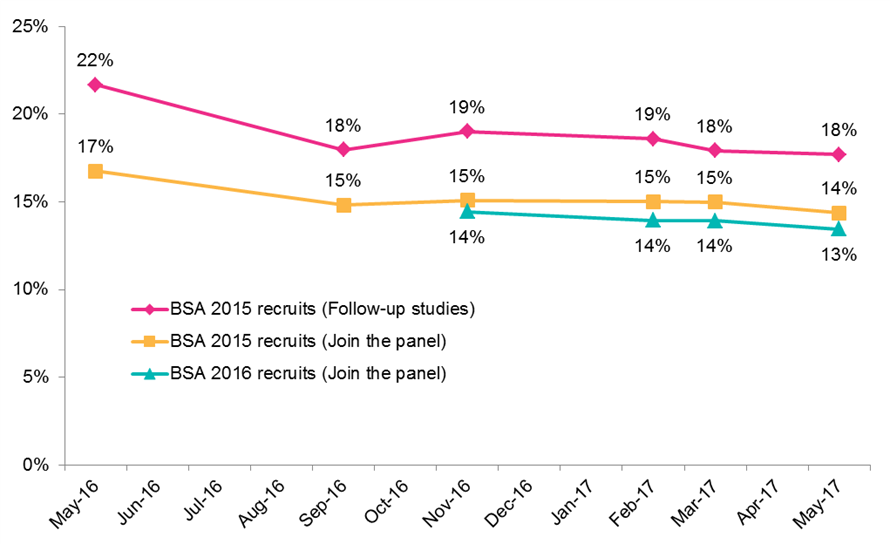 25%
22%
20%
18%
19%
19%
18%
18%
17%
15%
15%
15%
15%
14%
15%
14%
14%
14%
13%
10%
BSA 2015 recruits (Follow-up studies)
BSA 2015 recruits (Join the panel)
BSA 2016 recruits (Join the panel)
5%
0%
May-16
Jun-16
Jul-16
Aug-16
Sep-16
Oct-16
Nov-16
Dec-16
Jan-17
Feb-17
Mar-17
Apr-17
May-17